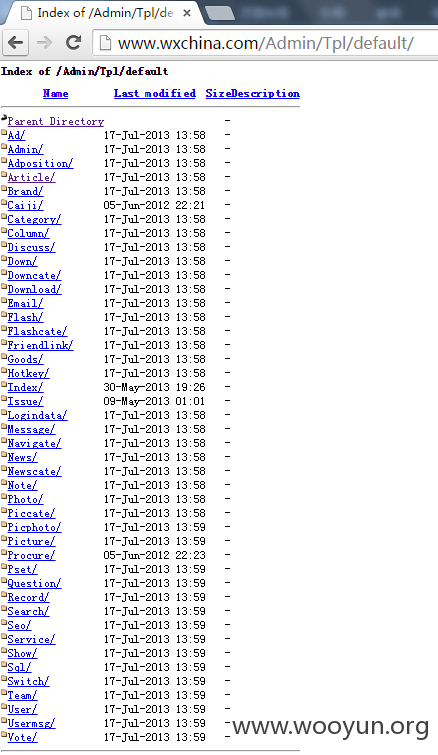 Index of /Admin/Tpl/def
www.wxchina.com/Admin/Tpl/default/
Index of /Admin/Tpl/default
Name Last modified Size Description
Parent Directory -
Ad/ 17-Jul-2013 13:58 -
Admin/ 17-Jul-2013 13:58 -
Adposition/ 17-Jul-2013 13:58 -
Article/ 17-Jul-2013 13:58 -
Brand/ 17-Jul-2013 13:58 -
Caiji/ 05-Jun-2012 22:21 -
Category/ 17-Jul-2013 13:58 -
Column/ 17-Jul-2013 13:58 -
Discuss/ 17-Jul-2013 13:58 -
Down/ 17-Jul-2013 13:58 -
Downcate/ 17-Jul-2013 13:58 -
Download/ 17-Jul-2013 13:58 -
Email/ 17-Jul-2013 13:58 -
Flash/ 17-Jul-2013 13:58 -
Flashcate/ 17-Jul-2013 13:58 -
Friendlink/ 17-Jul-2013 13:58 -
Goods/ 17-Jul-2013 13:58 -
Hotkey/ 17-Jul-2013 13:58 -
Index/ 30-May-2013 19:26 -
Issue/ 09-May-2013 01:01 -
Logindata/ 17-Jul-2013 13:58 -
Message/ 17-Jul-2013 13:58 -
Navigate/ 17-Jul-2013 13:58 -
News/ 17-Jul-2013 13:58 -
Newscate/ 17-Jul-2013 13:58 -
Note/ 17-Jul-2013 13:58 -
Photo/ 17-Jul-2013 13:58 -
Piccate/ 17-Jul-2013 13:58 -
Picphoto/ 17-Jul-2013 13:59 -
Picture/ 17-Jul-2013 13:59 -
Procure/ 05-Jun-2012 22:23 -
Pset/ 17-Jul-2013 13:59 -
Question/ 17-Jul-2013 13:59 -
Record/ 17-Jul-2013 13:59 -
Search/ 17-Jul-2013 13:59 -
Seo/ 17-Jul-2013 13:59 -
Service/ 17-Jul-2013 13:59 -
Show/ 17-Jul-2013 13:59 -
Sql/ 17-Jul-2013 13:59 -
Switch/ 17-Jul-2013 13:59 -
Team/ 17-Jul-2013 13:59 -
User/ 17-Jul-2013 13:59 -
Usermsg/ 17-Jul-2013 13:59 -
Vote/ 17-Jul-2013 13:59 -
www.wooyun.org